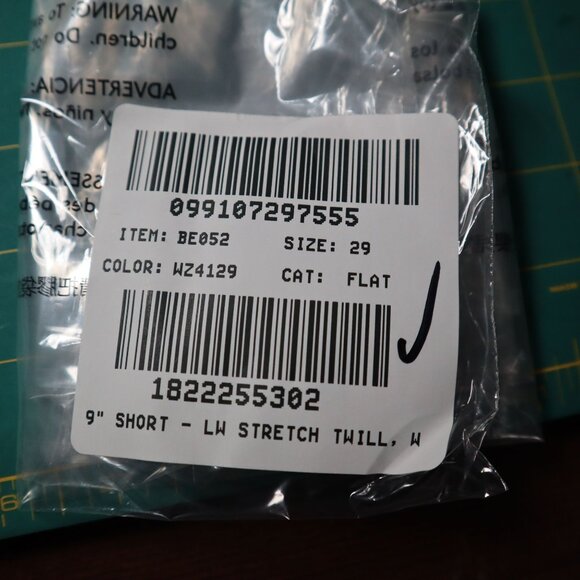 WARNING: To
children. Do not
ADVERTENCIA:
y niños.
099107297555
ITEM: BE052 SIZE: 29
COLOR: WZ4129 CAT: FLAT
1822255302
9" SHORT - LW STRETCH TWILL, W